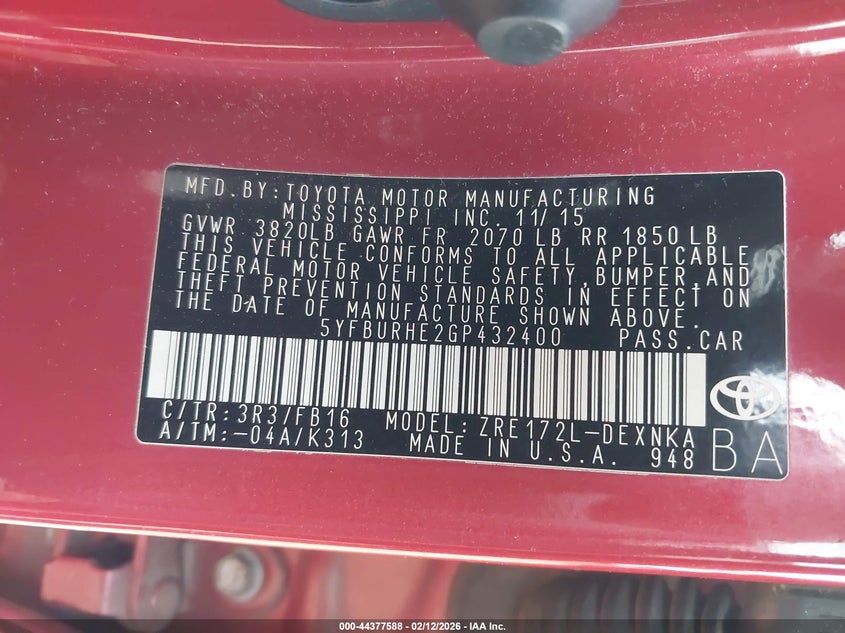 MFD. BY: TOYOTA MOTOR MANUFACTURING
MISSISSIPPI INC. 11/15
GVWR 3820LB GAWR FR 2070 LB RR 1850LB
THIS VEHICLE CONFORMS TO ALL APPLICABLE
FEDERAL MOTOR VEHICLE SAFETY, BUMPER, AND
THEFT PREVENTION STANDARDS IN EFFECT ON
THE DATE OF MANUFACTURE SHOWN ABOVE.
5YFBURHE2GP432400 PASS. CAR
C/TR: 3R3/FB16 MODEL: ZRE172L-DEXNKA
A/TM: -04A/K313 MADE IN U.S.A. 948 BA
000-44377588 - 02/12/2026 - IAA Inc.